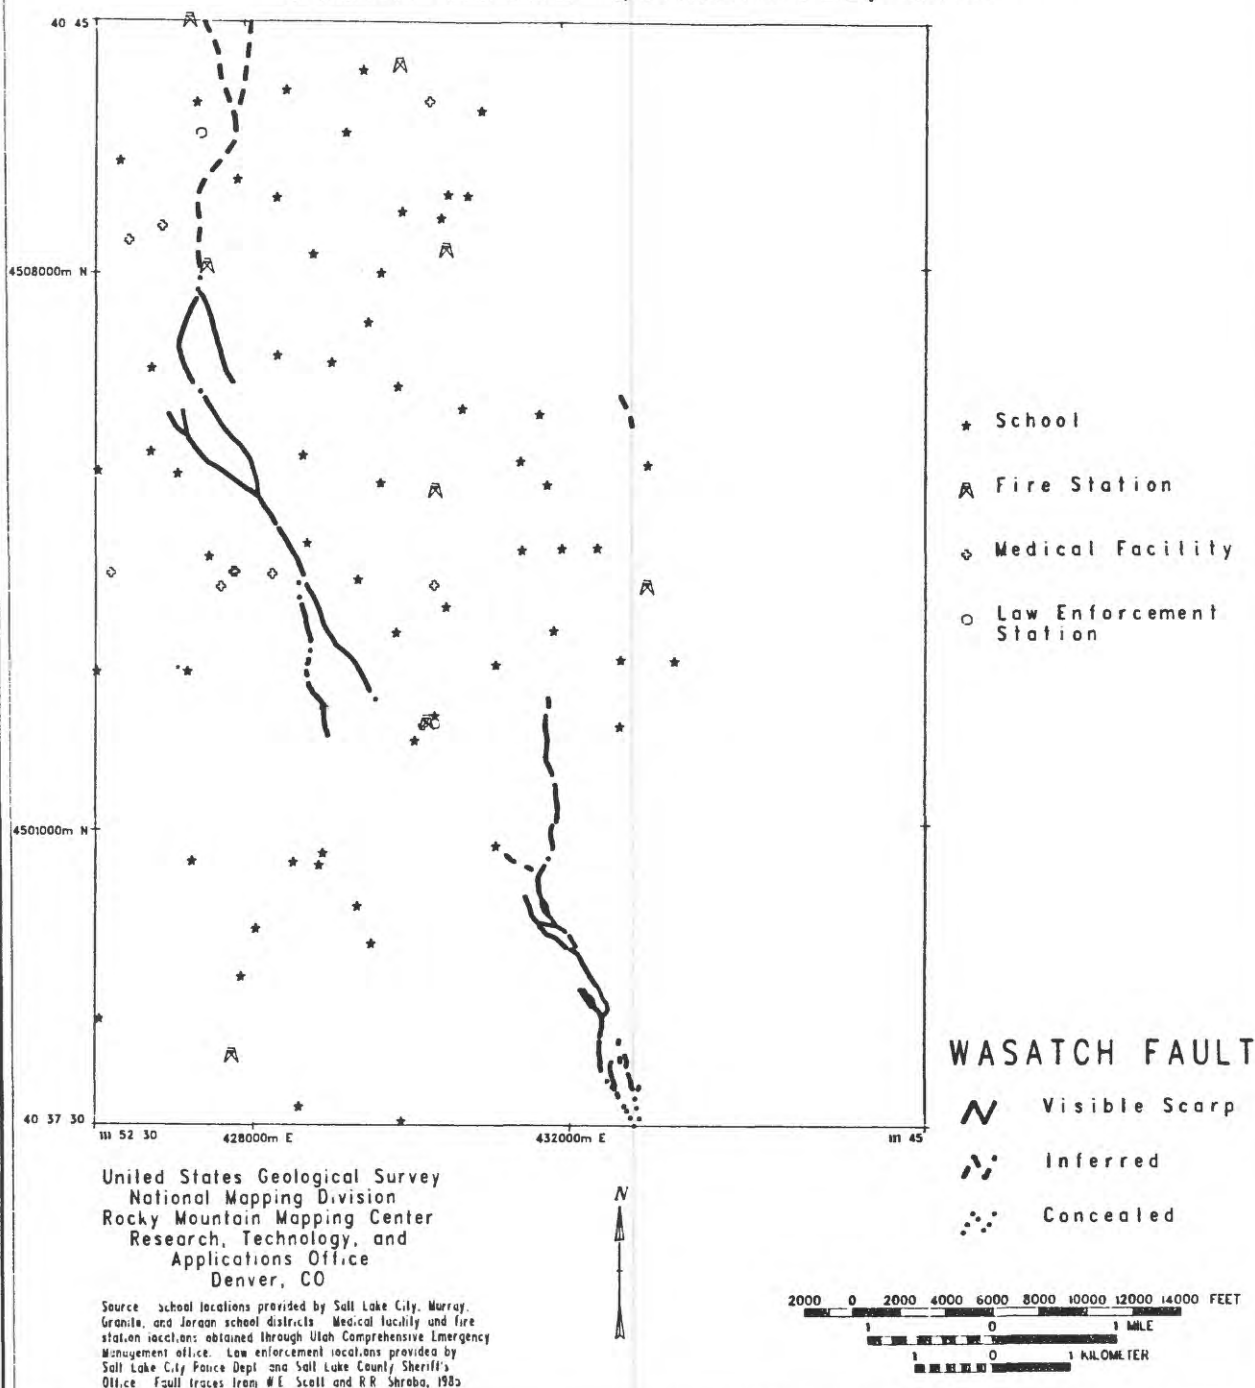 40 45
4508000m N
4501000m N
40 37 30
111 52 30
428000m E
432000m E
111 45
School
Fire Station
Medical Facility
Law Enforcement
Station
WASATCH FAULT
Visible Scarp
Inferred
Concealed
United States Geological Survey
National Mapping Division
Rocky Mountain Mapping Center
Research, Technology, and
Applications Office
Denver, CO
N
2000 0 2000 4000 6000 8000 10000 12000 14000 FEET
1 0 1 MILE
1 0 1 KILOMETER
Source School locations provided by Salt Lake City, Murray,
Granite, and Jordan school districts Medical facility and fire
station locations obtained through Utah Comprehensive Emergency
Management office. Law enforcement locations provided by
Salt Lake City Police Dept and Salt Lake County Sheriff's
Office Fault traces from W E Scott and R R Shroba, 1985